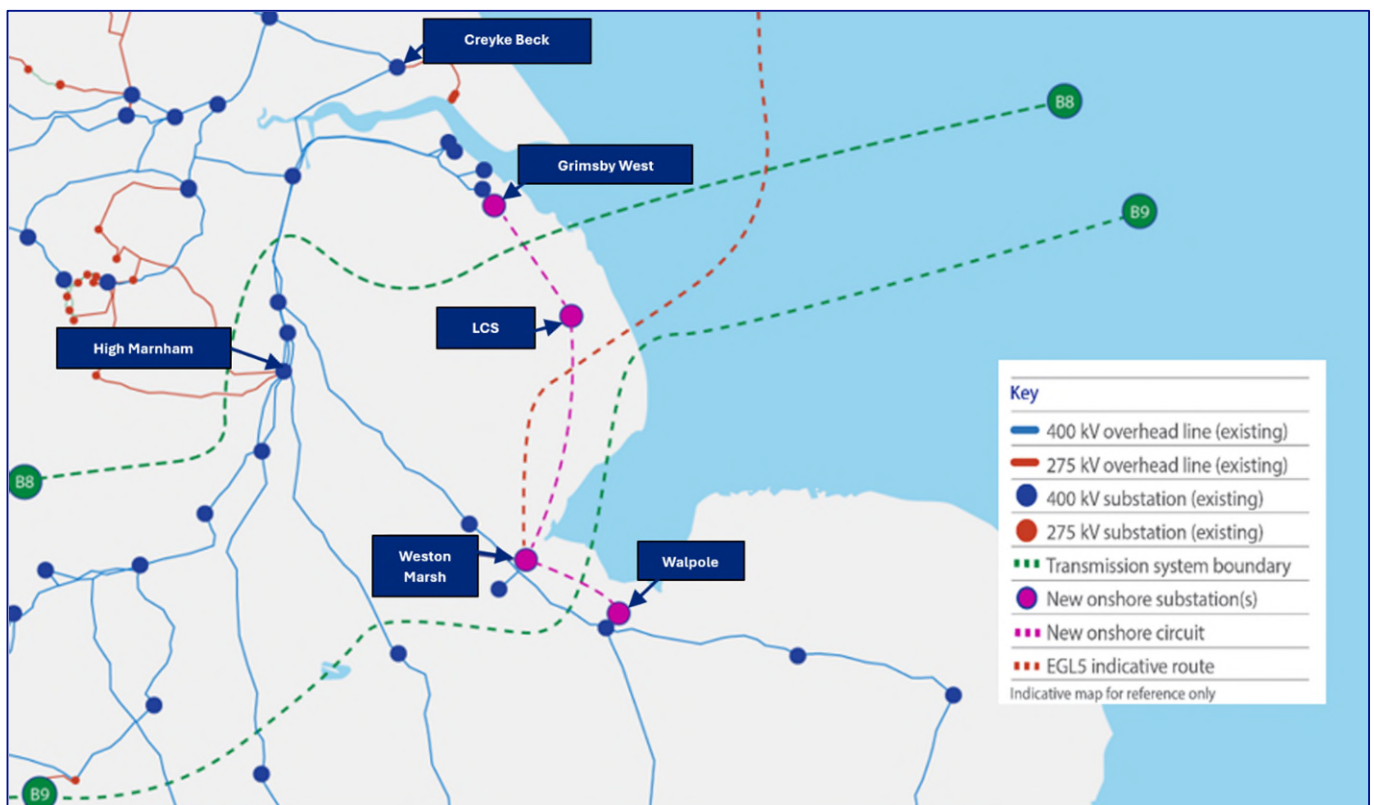 Creyke Beck
B8
Grimsby West
B9
LCS
High Marnham
B8
Weston
Marsh
Walpole
B9
Key
400 kV overhead line (existing)
275 kV overhead line (existing)
400 kV substation (existing)
275 kV substation (existing)
Transmission system boundary
New onshore substation(s)
New onshore circuit
EGL5 indicative route
Indicative map for reference only